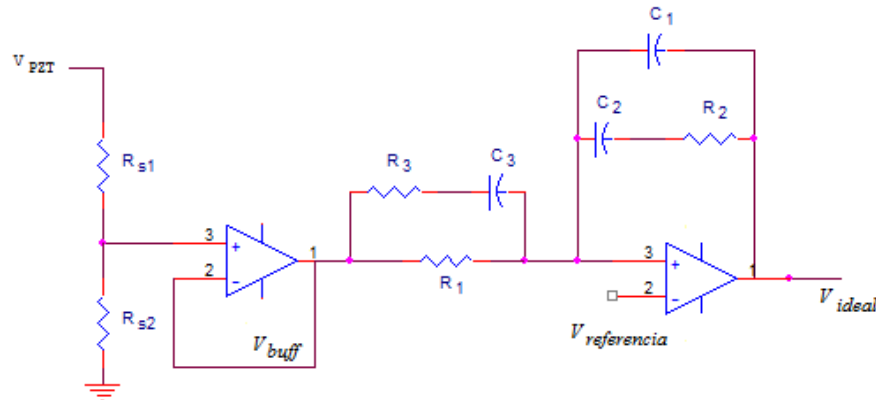 V PZT
R s1
R s2
3
2
1
V buff
R 3
C 3
R 1
C 1
C 2
R 2
3
2
1
V referencia
V ideal